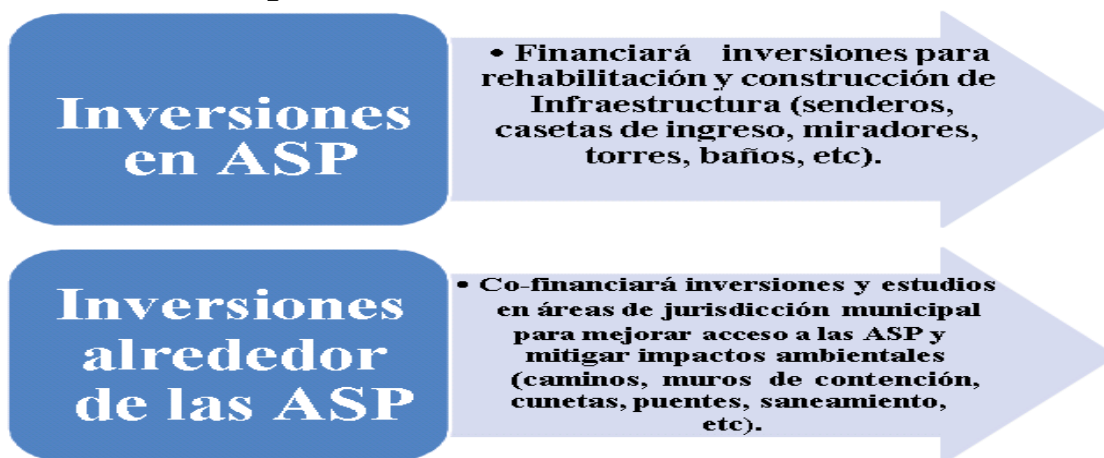 Inversiones
en ASP
• Financiará inversiones para
rehabilitación y construcción de
Infraestructura (senderos,
casetas de ingreso, miradores,
torres, baños, etc).
Inversiones
alrededor
de las ASP
• Co-financiará inversiones y estudios
en áreas de jurisdicción municipal
para mejorar acceso a las ASP y
mitigar impactos ambientales
(caminos, muros de contención,
cunetas, puentes, saneamiento,
etc).